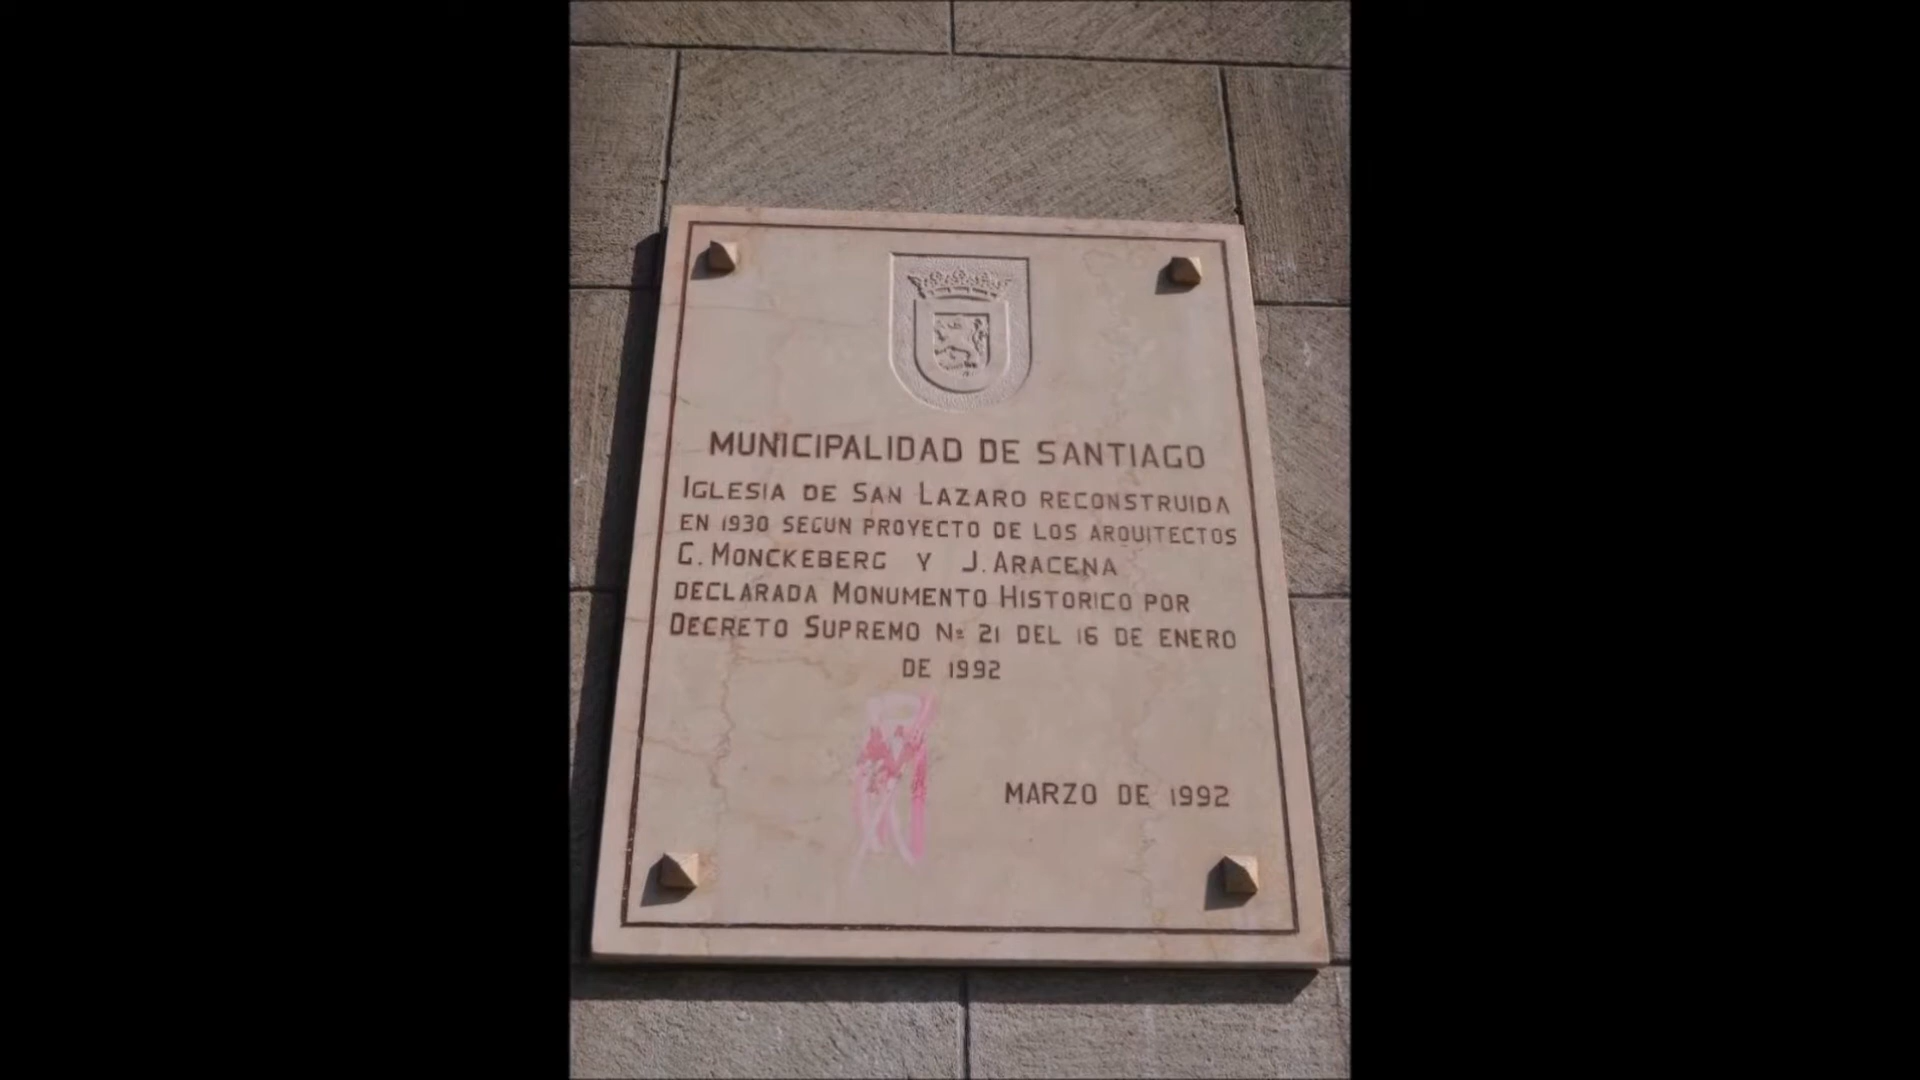 MUNICIPALIDAD DE SANTIAGO
IGLESIA DE SAN LAZARO RECONSTRUIDA
EN 1930 SEGUN PROYECTO DE LOS ARQUITECTOS
G. MONCKEBERG Y J. ARACENA
DECLARADA MONUMENTO HISTORICO POR
DECRETO SUPREMO Nº 21 DEL 16 DE ENERO
DE 1992
MARZO DE 1992